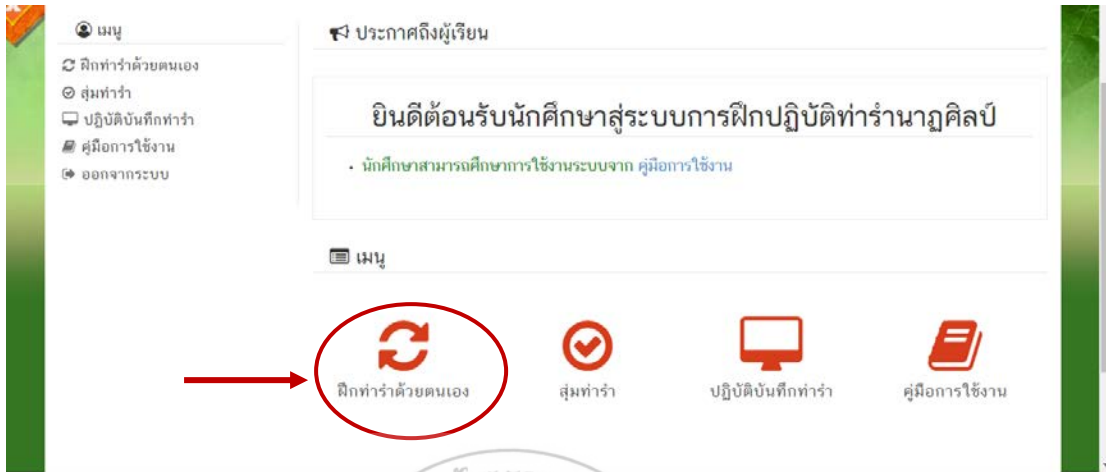 เมนู
ฝึกท่ารำด้วยตนเอง
สุ่มท่ารำ
ปฏิบัติบันทึกท่ารำ
คู่มือการใช้งาน
ออกจากระบบ
ประกาศถึงผู้เรียน
ยินดีต้อนรับนักศึกษาสู่ระบบการฝึกปฏิบัติท่ารำนาฏศิลป์
• นักศึกษาสามารถศึกษาการใช้งานระบบจาก คู่มือการใช้งาน
เมนู
ฝึกท่ารำด้วยตนเอง
สุ่มท่ารำ
ปฏิบัติบันทึกท่ารำ
คู่มือการใช้งาน